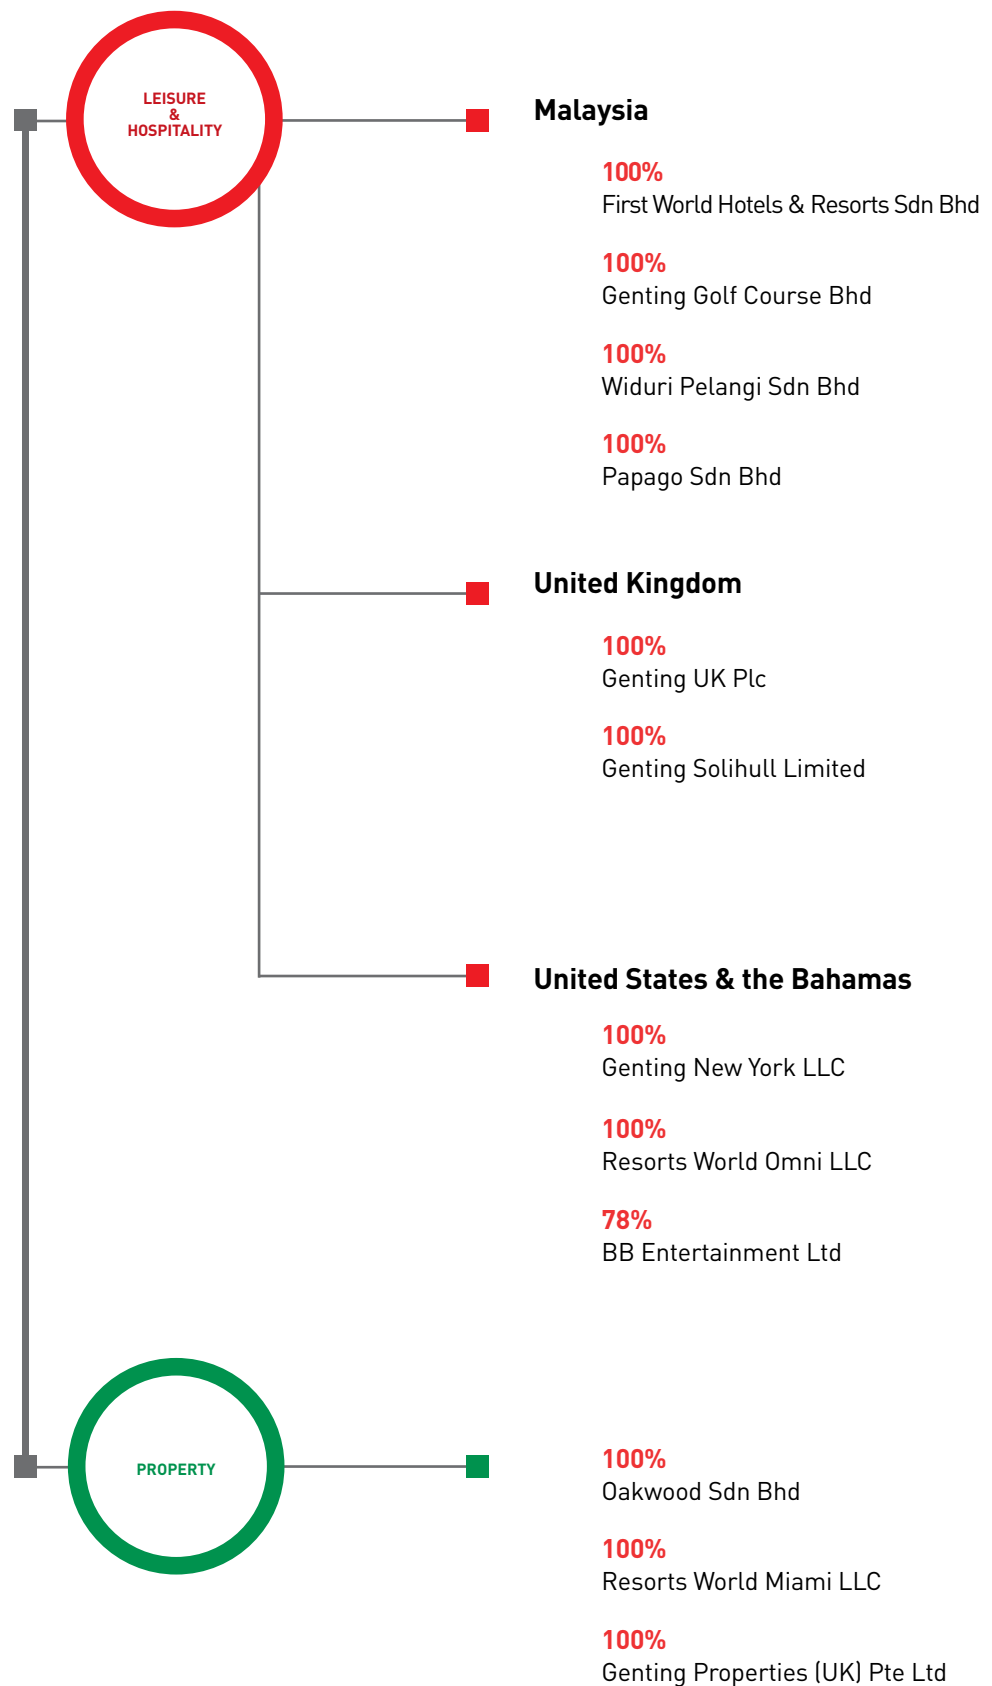 LEISURE
&
HOSPITALITY
Malaysia
100%
First World Hotels & Resorts Sdn Bhd
100%
Genting Golf Course Bhd
100%
Widuri Pelangi Sdn Bhd
100%
Papago Sdn Bhd
United Kingdom
100%
Genting UK Plc
100%
Genting Solihull Limited
United States & the Bahamas
100%
Genting New York LLC
100%
Resorts World Omni LLC
78%
BB Entertainment Ltd
PROPERTY
100%
Oakwood Sdn Bhd
100%
Resorts World Miami LLC
100%
Genting Properties (UK) Pte Ltd